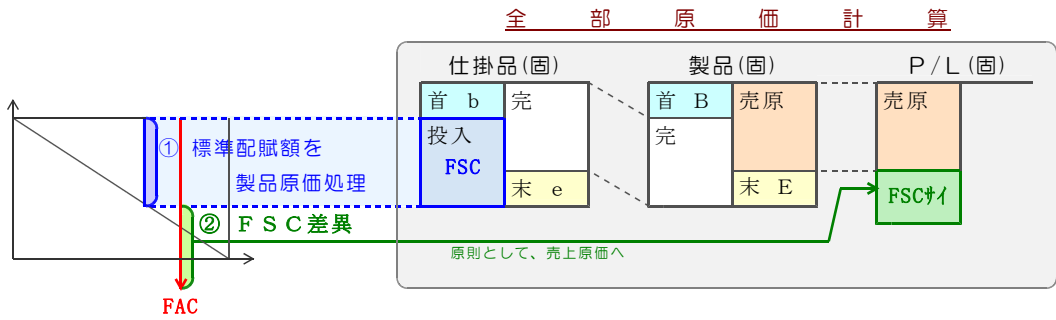 全部原価計算
仕掛品(固) 製品(固) P/L(固)
首 b 完 首 B 売原 売原
投入 完
① 標準配賦額を
FSC
製品原価処理
末 e 末 E
FSCサイ
② FSC差異
原則として、売上原価へ
FAC